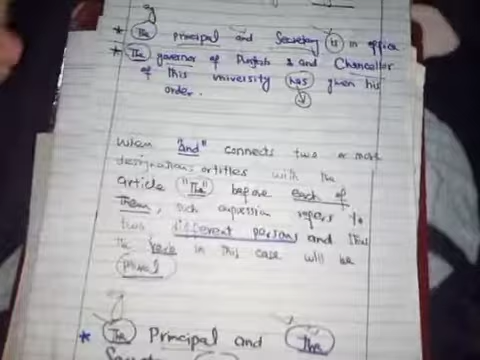 * The principal and Secretary is in office
* The governor of Punjab and Chancellor
of this university has given his
order.
When "and" connects two or more
designations or titles with the
article "The" before each of
them, such expression refers to
two different persons and thus
the verb in this case will be
plural
* The Principal and the